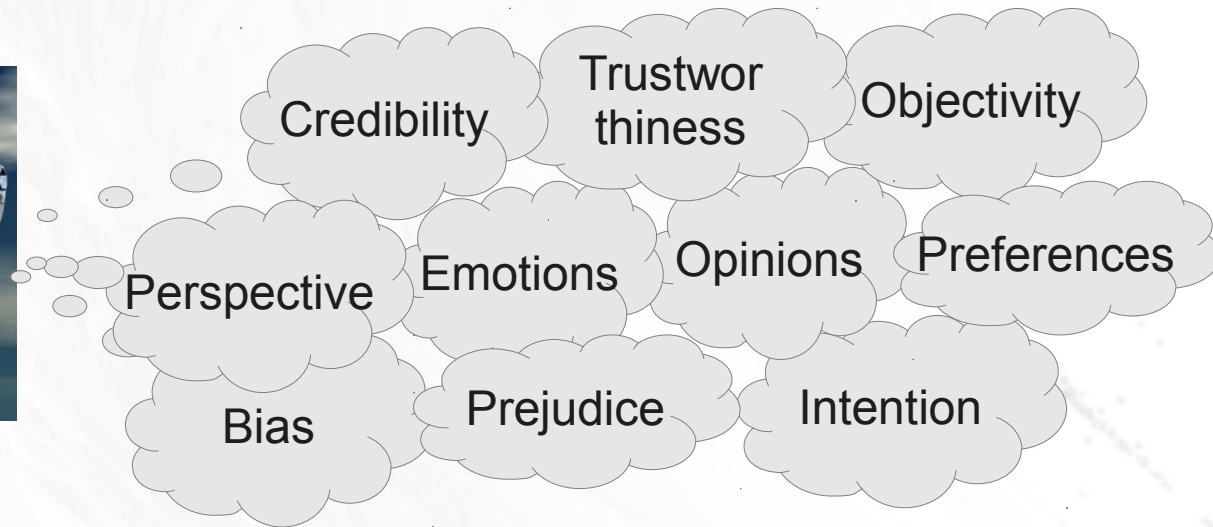 Credibility
Trustwor
thiness
Objectivity
Perspective
Emotions
Opinions
Preferences
Bias
Prejudice
Intention